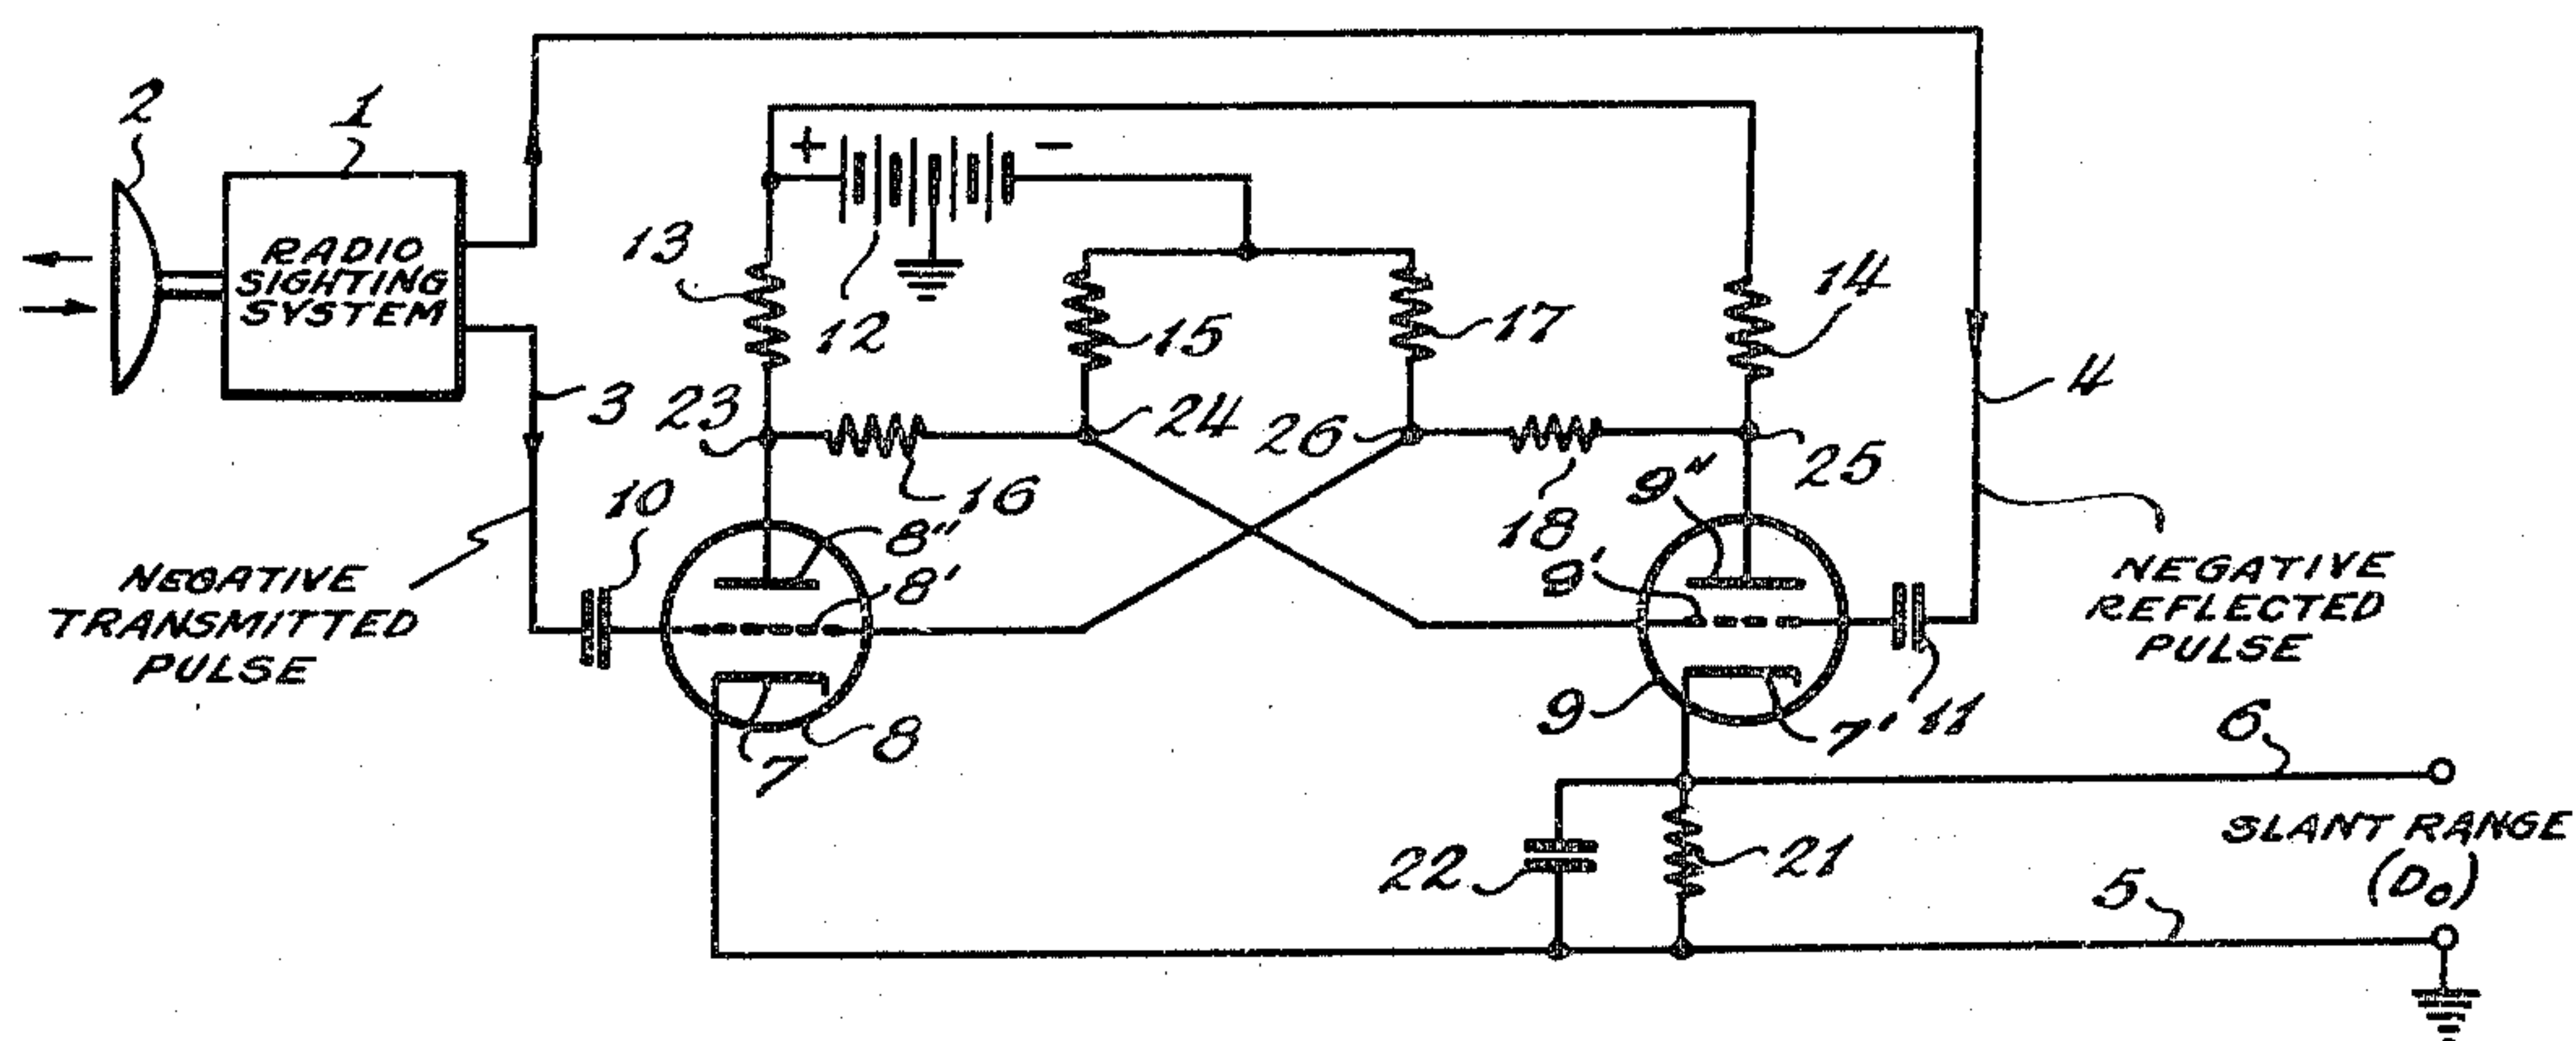 2
1
RADIO
SIGHTING
SYSTEM
+
−
13
12
15
17
14
3
23
24
26
25
4
10
16
18
8"
8'
9"
9'
NEGATIVE
TRANSMITTED
PULSE
NEGATIVE
REFLECTED
PULSE
7
8
9
7'
11
6
22
21
SLANT RANGE
(Do)
5